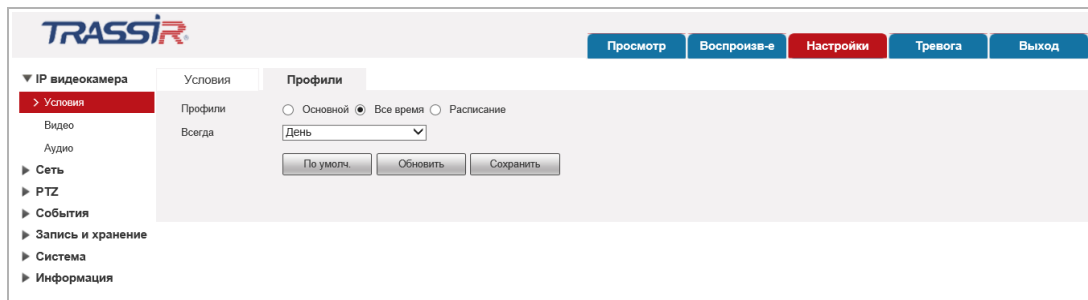 TRASSIR
Просмотр Воспроизв-е Настройки Тревога Выход
IP видеокамера
Условия
Видео
Аудио
Сеть
PTZ
События
Запись и хранение
Система
Информация
Условия Профили
Профили Основной Все время Расписание
Всегда День
По умолч. Обновить Сохранить